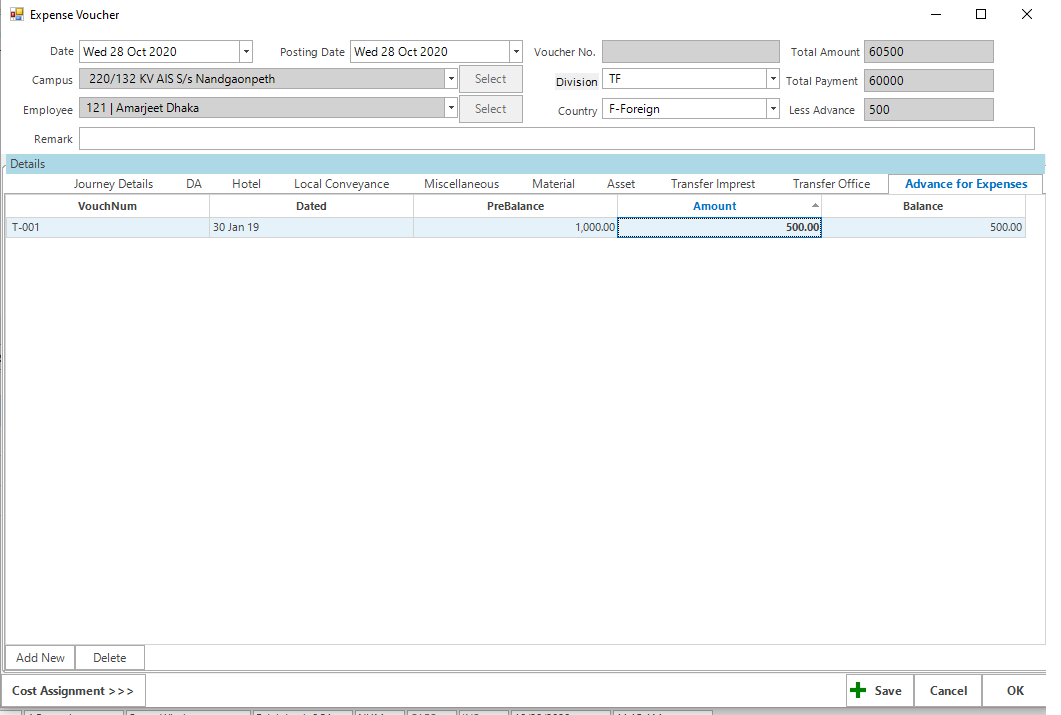 Expense Voucher
Date Wed 28 Oct 2020 Posting Date Wed 28 Oct 2020 Voucher No. Total Amount 60500
Campus 220/132 KV AIS S/s Nandgaonpeth Select Division TF Total Payment 60000
Employee 121 | Amarjeet Dhaka Select Country F-Foreign Less Advance 500
Remark
Details
Journey Details DA Hotel Local Conveyance Miscellaneous Material Asset Transfer Imprest Transfer Office Advance for Expenses
VouchNum Dated PreBalance Amount Balance
T-001 30 Jan 19 1,000.00 500.00 500.00
Add New Delete
Cost Assignment >>> Save Cancel OK